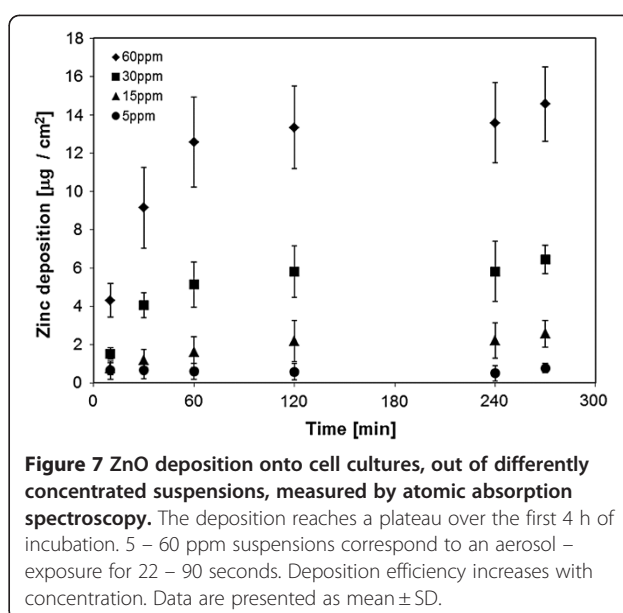 18
16
14
12
10
8
6
4
2
0
Zinc deposition [µg / cm²]
60ppm
30ppm
15ppm
5ppm
0 60 120 180 240 300
Time [min]
Figure 7 ZnO deposition onto cell cultures, out of differently
concentrated suspensions, measured by atomic absorption
spectroscopy. The deposition reaches a plateau over the first 4 h of
incubation. 5 – 60 ppm suspensions correspond to an aerosol –
exposure for 22 – 90 seconds. Deposition efficiency increases with
concentration. Data are presented as mean ± SD.